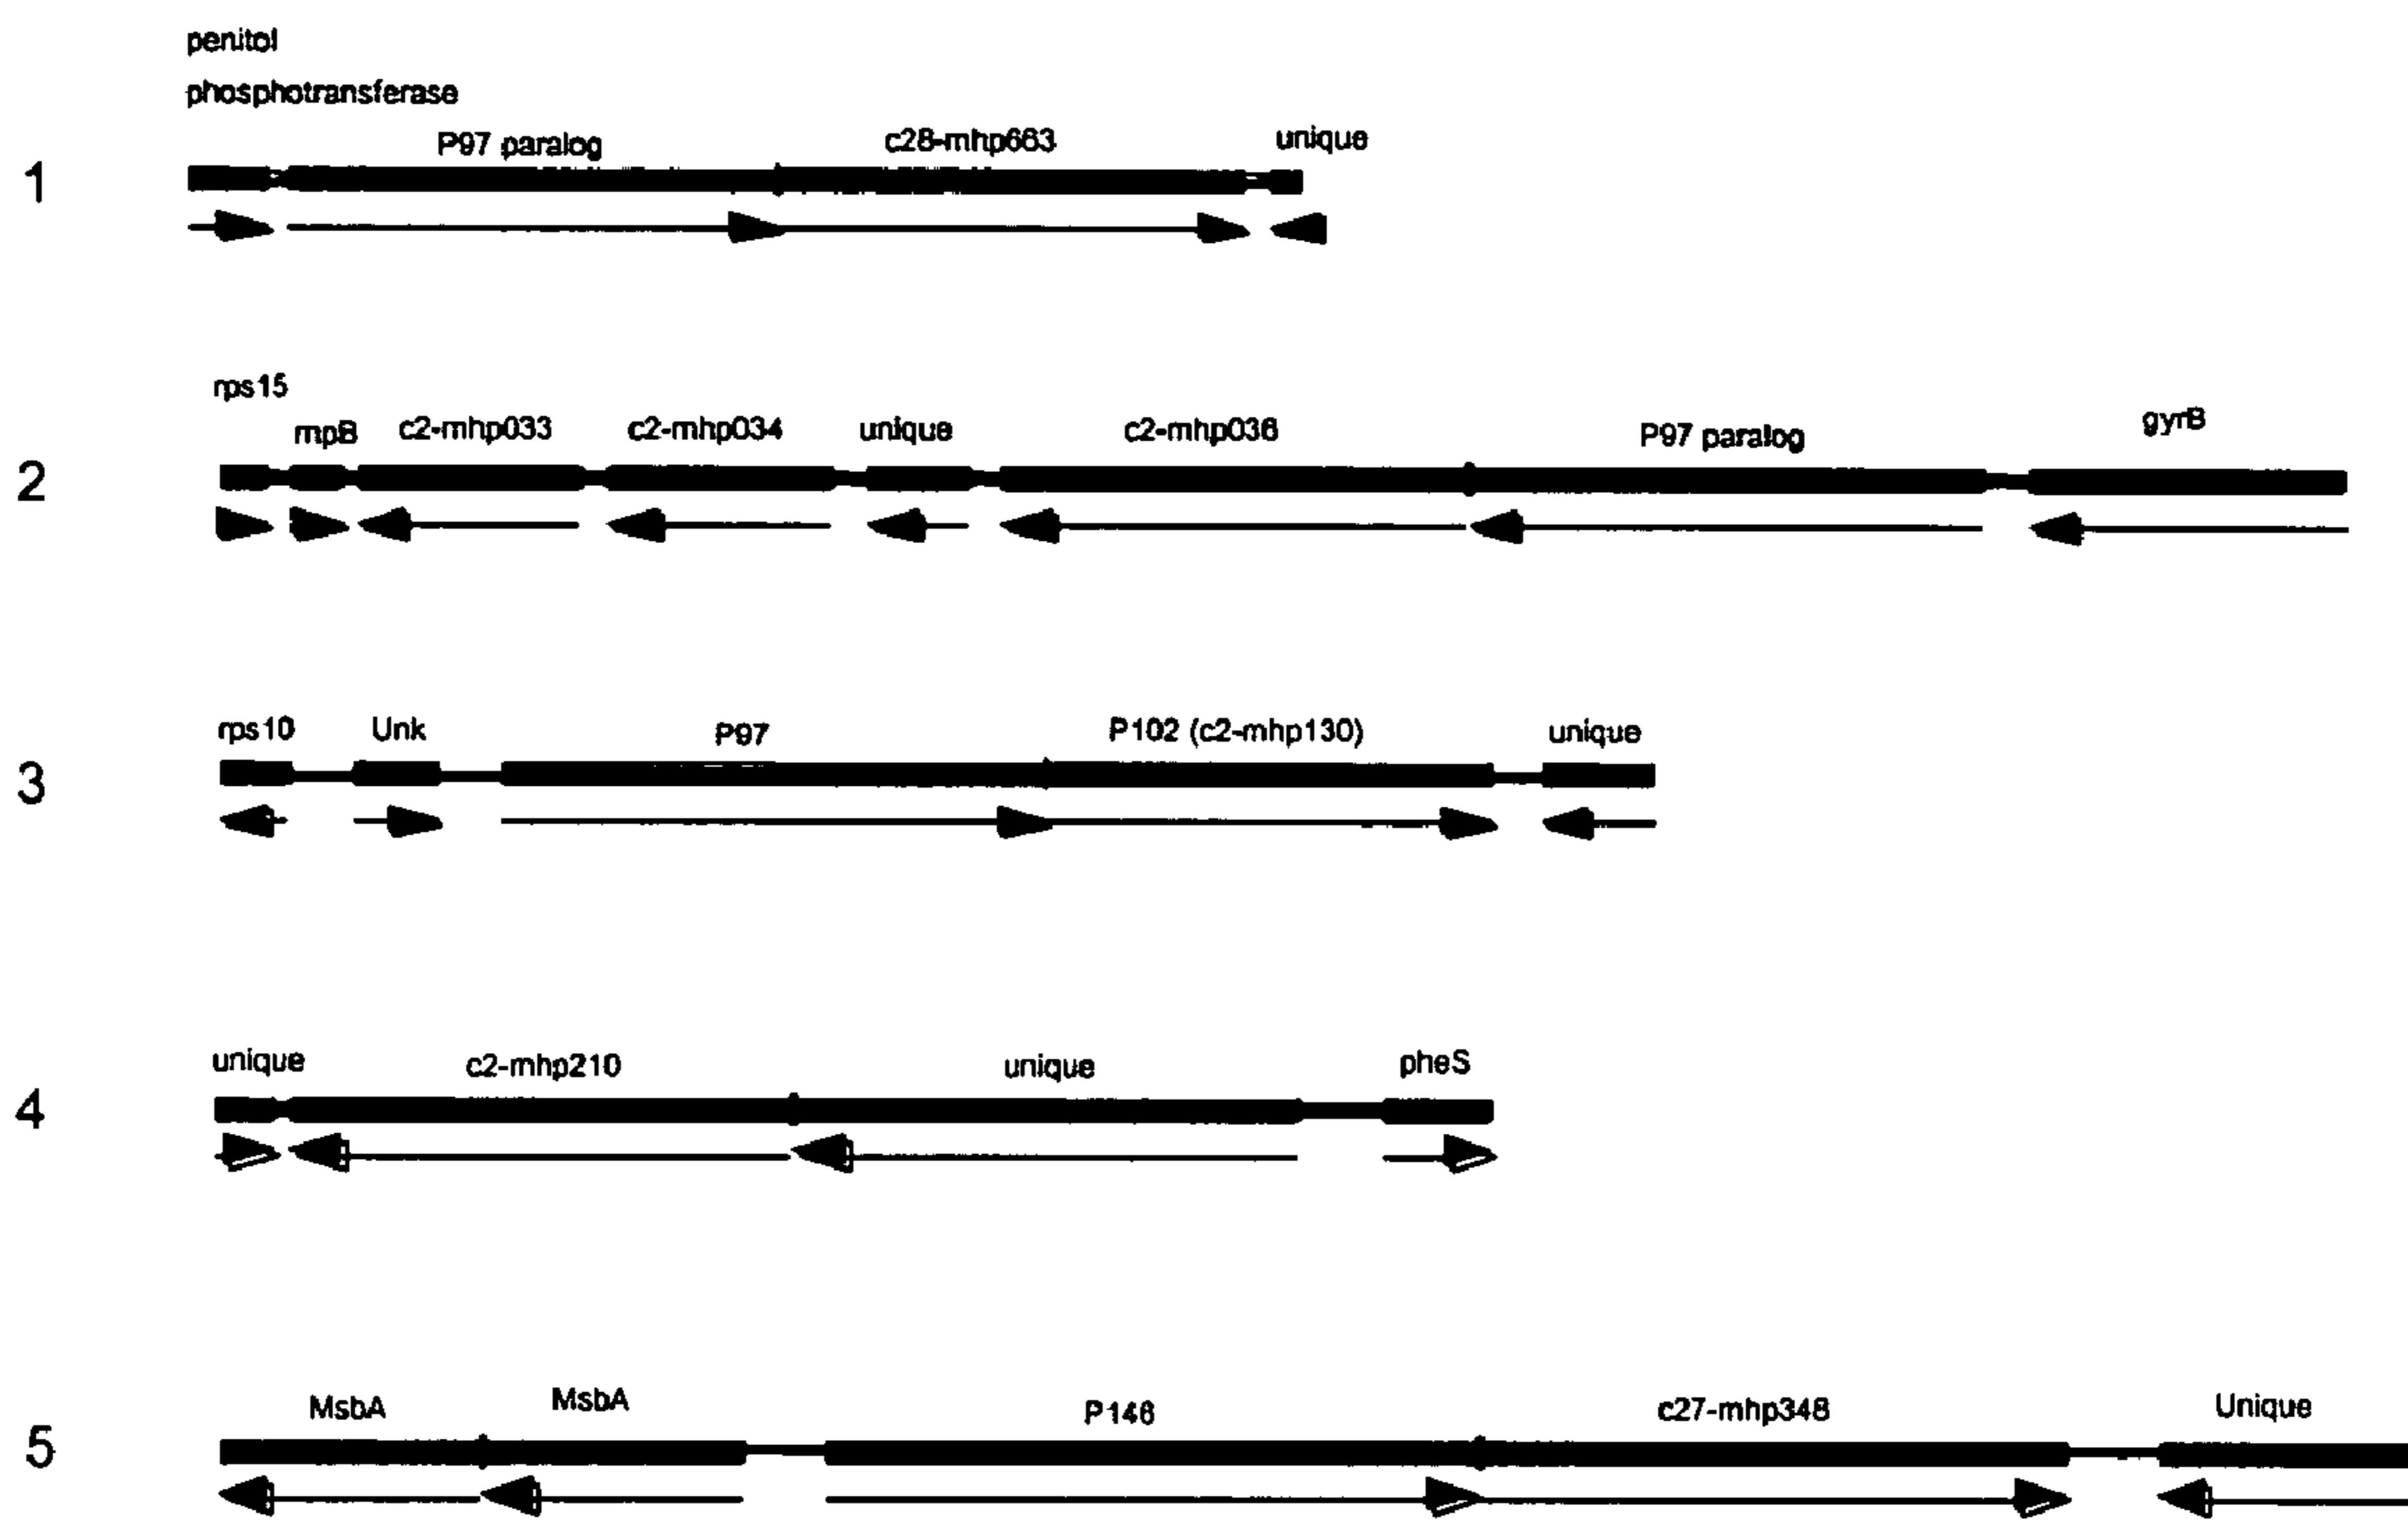 penitol
phosphotransferase
P97 paralog c28-mhp663 unique
1
rps15
rnpB c2-mhp033 c2-mhp034 unique c2-mhp036 P97 paralog gyrB
2
rps10 Unk P97 P102 (c2-mhp130) unique
3
unique c2-mhp210 unique pheS
4
MsbA MsbA P146 c27-mhp348 Unique
5